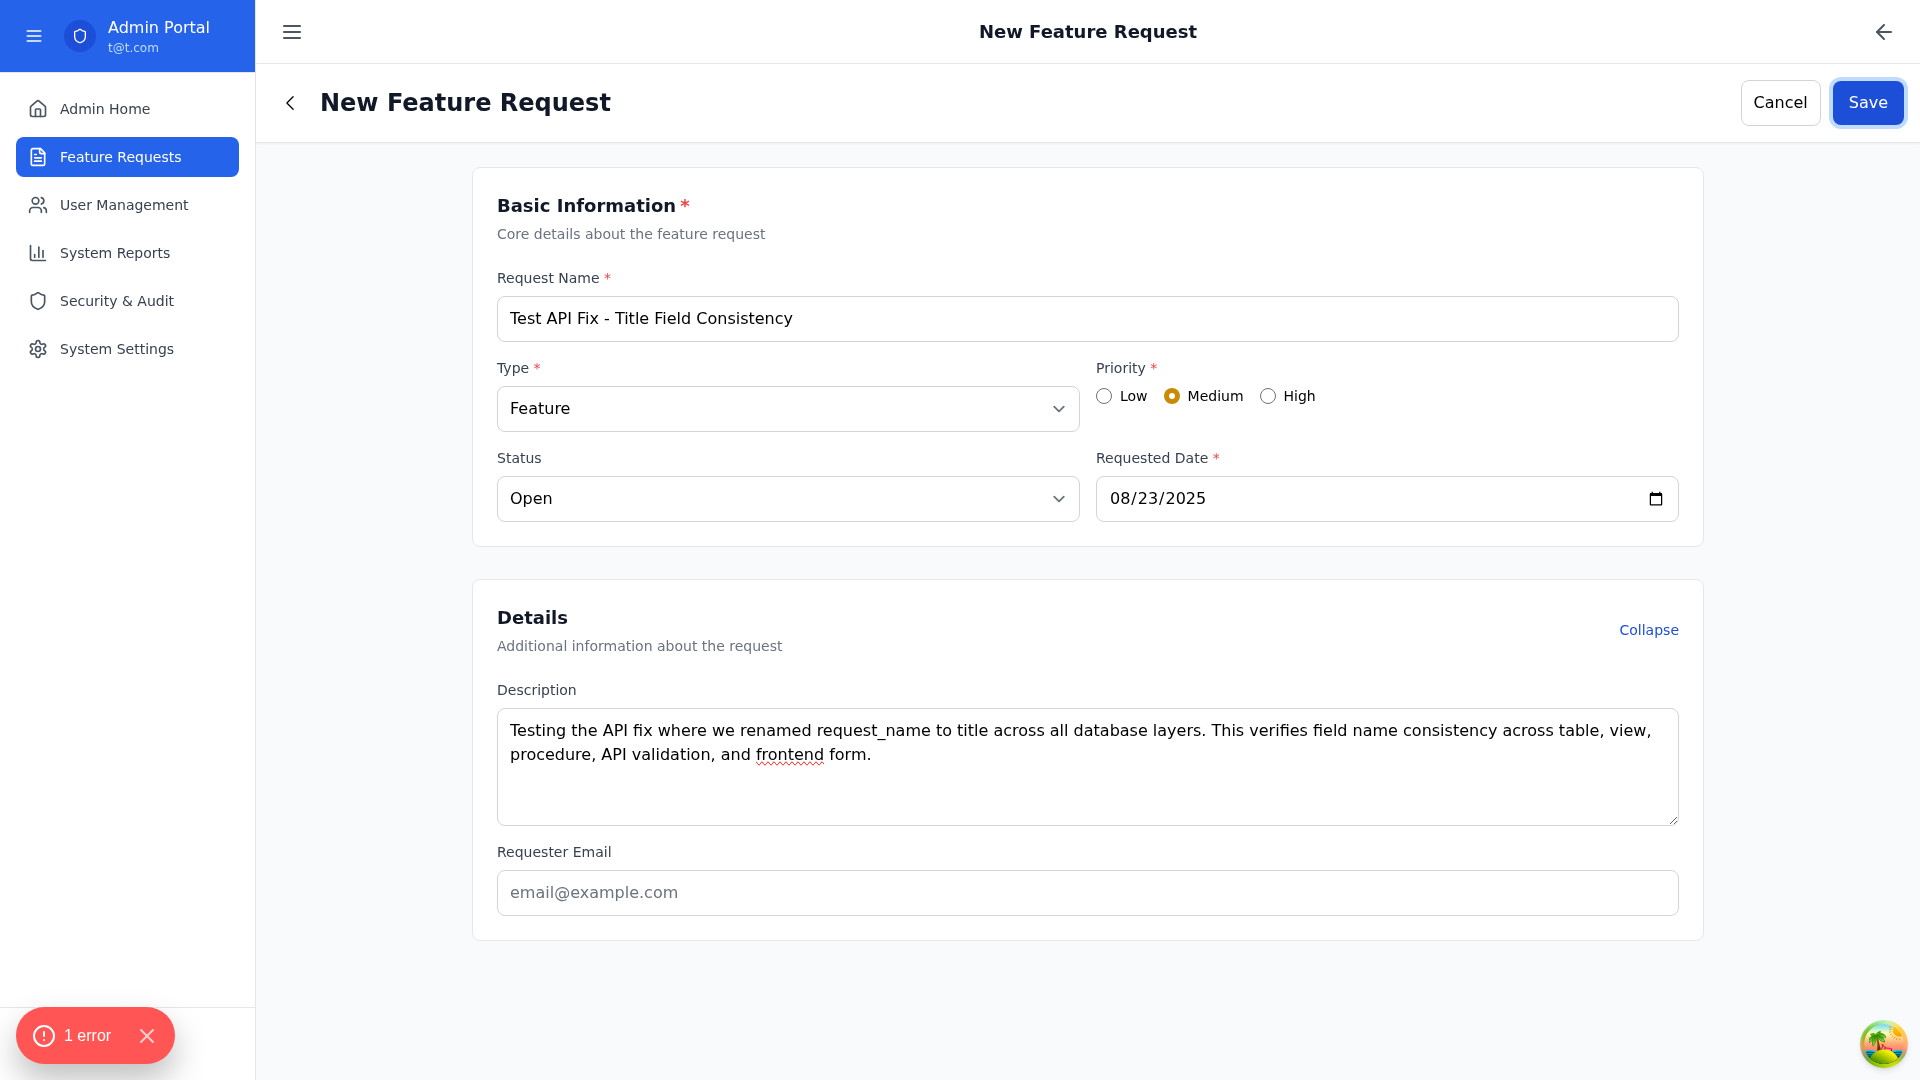 Admin Portal
t@t.com
Admin Home
Feature Requests
User Management
System Reports
Security & Audit
System Settings
1 error
New Feature Request
New Feature Request
Cancel
Save
Basic Information *
Core details about the feature request
Request Name *
Test API Fix - Title Field Consistency
Type *
Feature
Priority *
Low
Medium
High
Status
Open
Requested Date *
08/23/2025
Details
Additional information about the request
Collapse
Description
Testing the API fix where we renamed request_name to title across all database layers. This verifies field name consistency across table, view,
procedure, API validation, and frontend form.
Requester Email
email@example.com